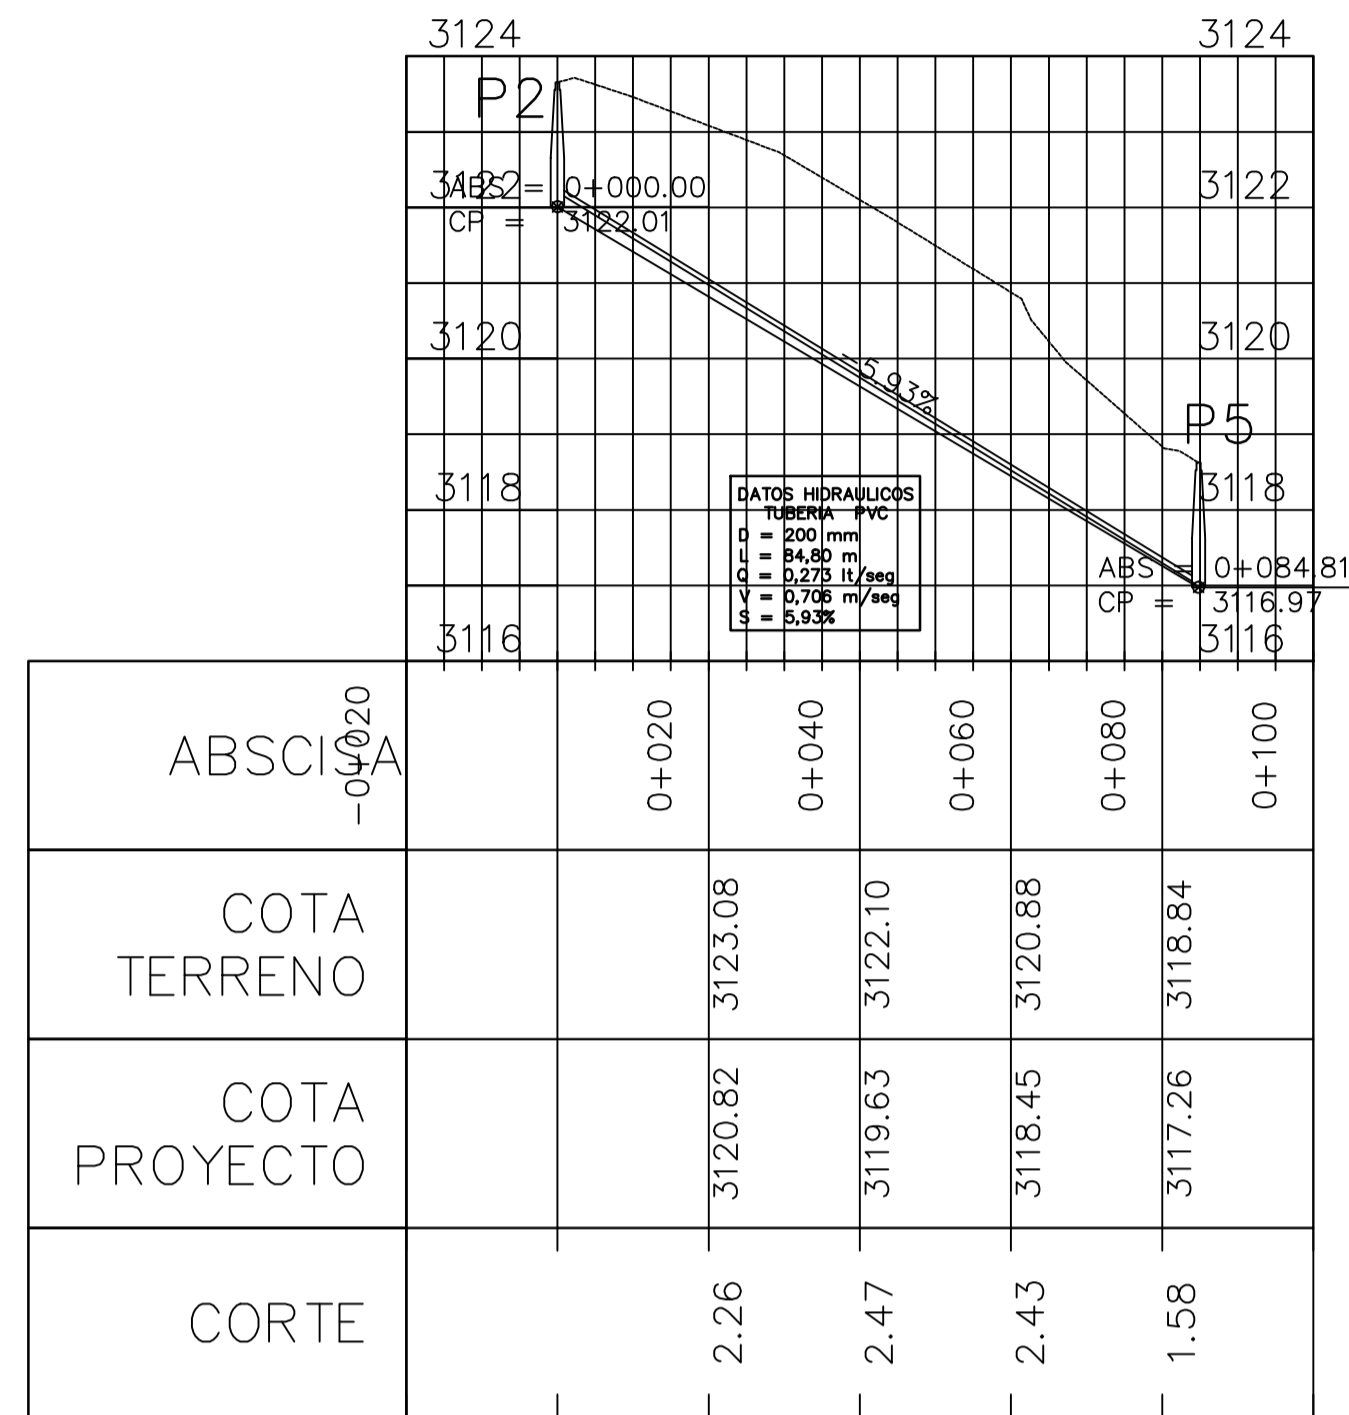 3124 3124
P2
3122 3122
ABS = 0+000.00
CP = 3122.01
3120 3120
-5.93%
P5
3118 3118
DATOS HIDRAULICOS
TUBERIA PVC
D = 200 mm
L = 84,80 m
Q = 0,273 lt/seg
V = 0,706 m/seg
S = 5,93%
ABS = 0+084.81
CP = 3116.97
3116 3116
ABSCISA
-0+020 0+020 0+040 0+060 0+080 0+100
COTA
TERRENO
3123.08 3122.10 3120.88 3118.84
COTA
PROYECTO
3120.82 3119.63 3118.45 3117.26
CORTE
2.26 2.47 2.43 1.58